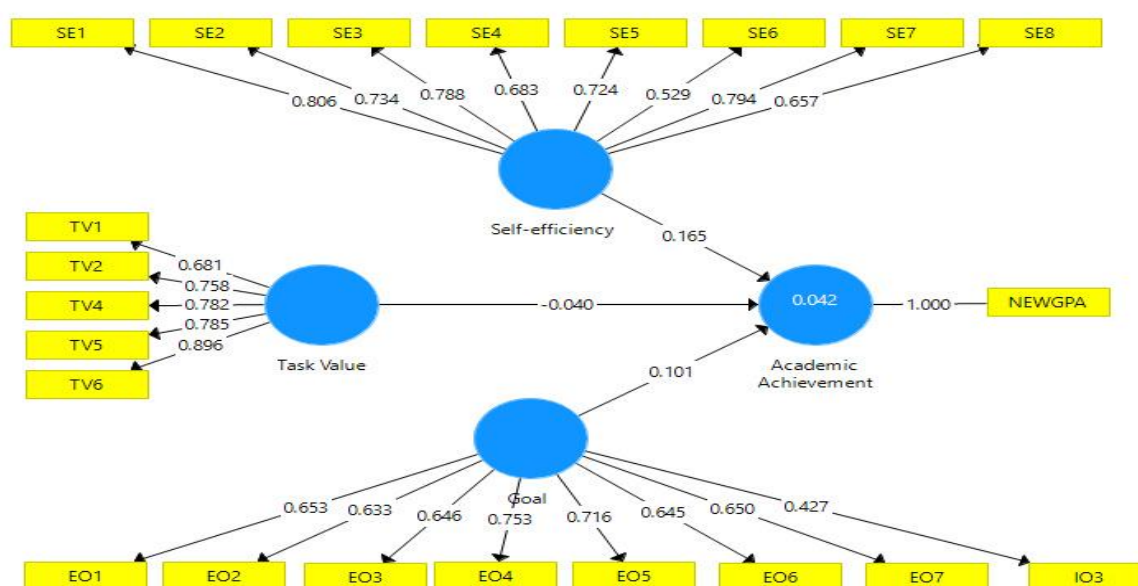 SE1 SE2 SE3 SE4 SE5 SE6 SE7 SE8
0.806 0.734 0.788 0.683 0.724 0.529 0.794 0.657
Self-efficiency
0.165
TV1
TV2
TV4
TV5
TV6
0.681
0.758
0.782
0.785
0.896
Task Value
-0.040
0.042
Academic
Achievement
1.000
NEWGPA
0.101
Goal
0.653 0.633 0.646 0.753 0.716 0.645 0.650 0.427
EO1 EO2 EO3 EO4 EO5 EO6 EO7 IO3